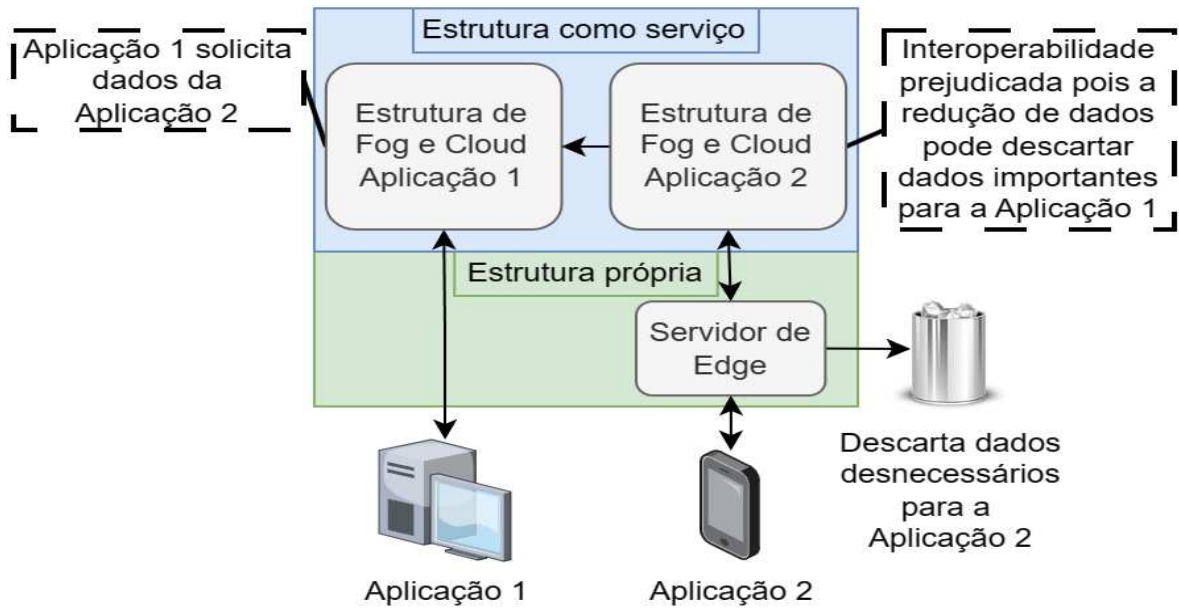 Estrutura como serviço
Aplicação 1 solicita
dados da
Aplicação 2
Estrutura de
Fog e Cloud
Aplicação 1
Estrutura de
Fog e Cloud
Aplicação 2
Interoperabilidade
prejudicada pois a
redução de dados
pode descartar
dados importantes
para a Aplicação 1
Estrutura própria
Servidor de
Edge
Descarta dados
desnecessários
para a
Aplicação 2
Aplicação 1
Aplicação 2